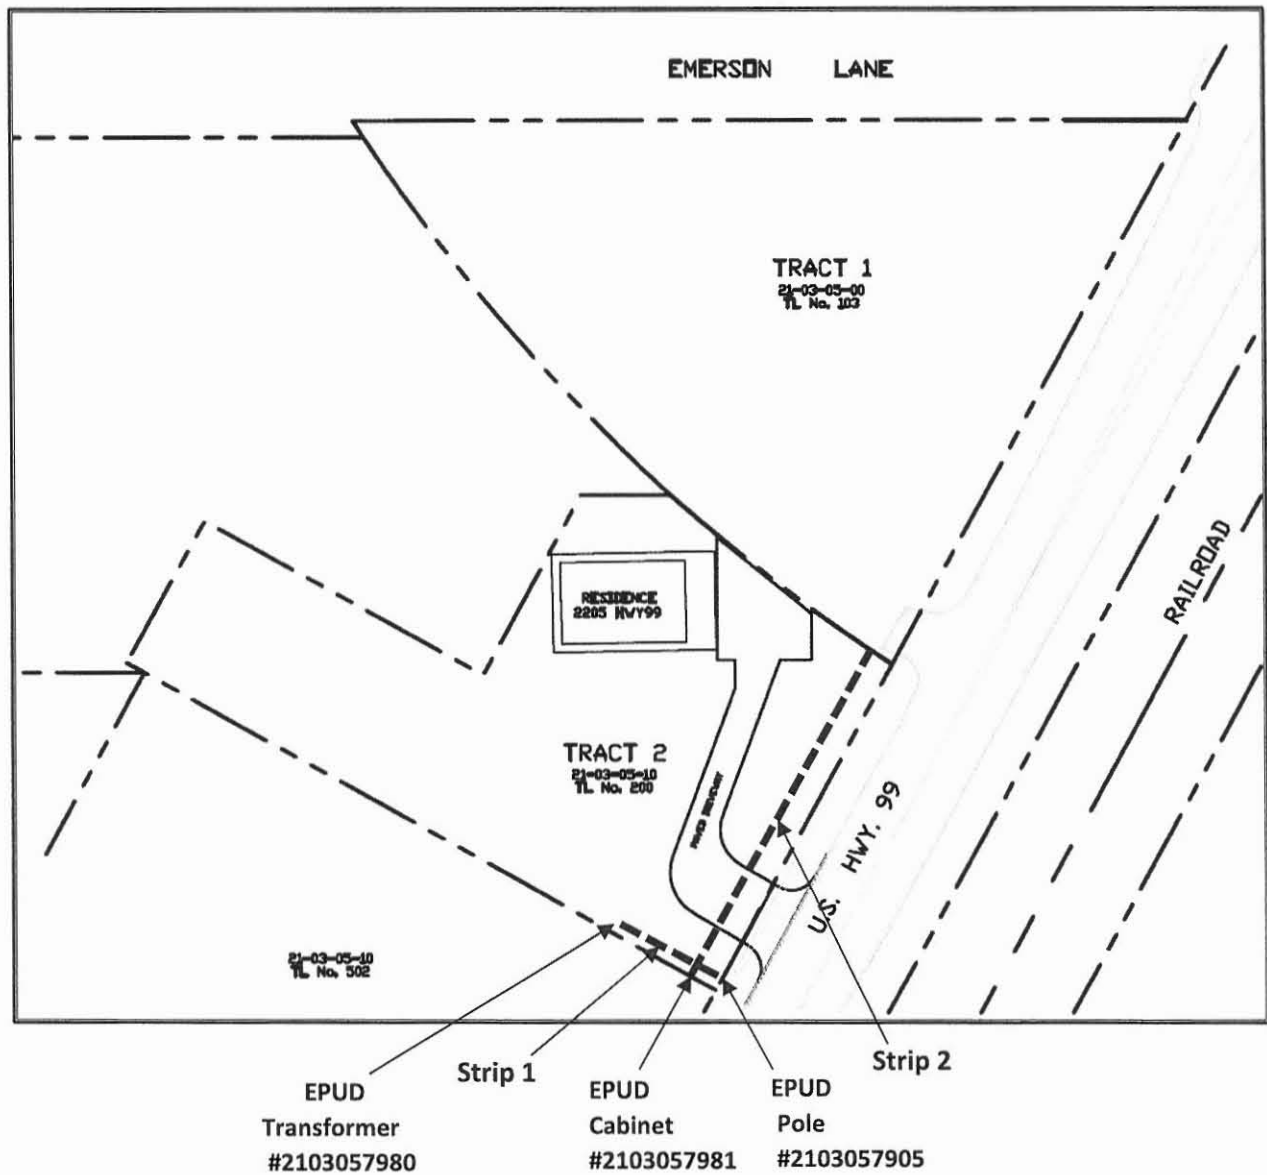 EMERSON LANE
TRACT 1
21-03-05-00
TL No. 103
RAILROAD
RESIDENCE
2205 HWY99
TRACT 2
21-03-05-10
TL No. 200
PAVED DRIVEWAY
U.S. HWY. 99
21-03-05-10
TL No. 502
Strip 1
Strip 2
EPUD
Transformer
#2103057980
EPUD
Cabinet
#2103057981
EPUD
Pole
#2103057905